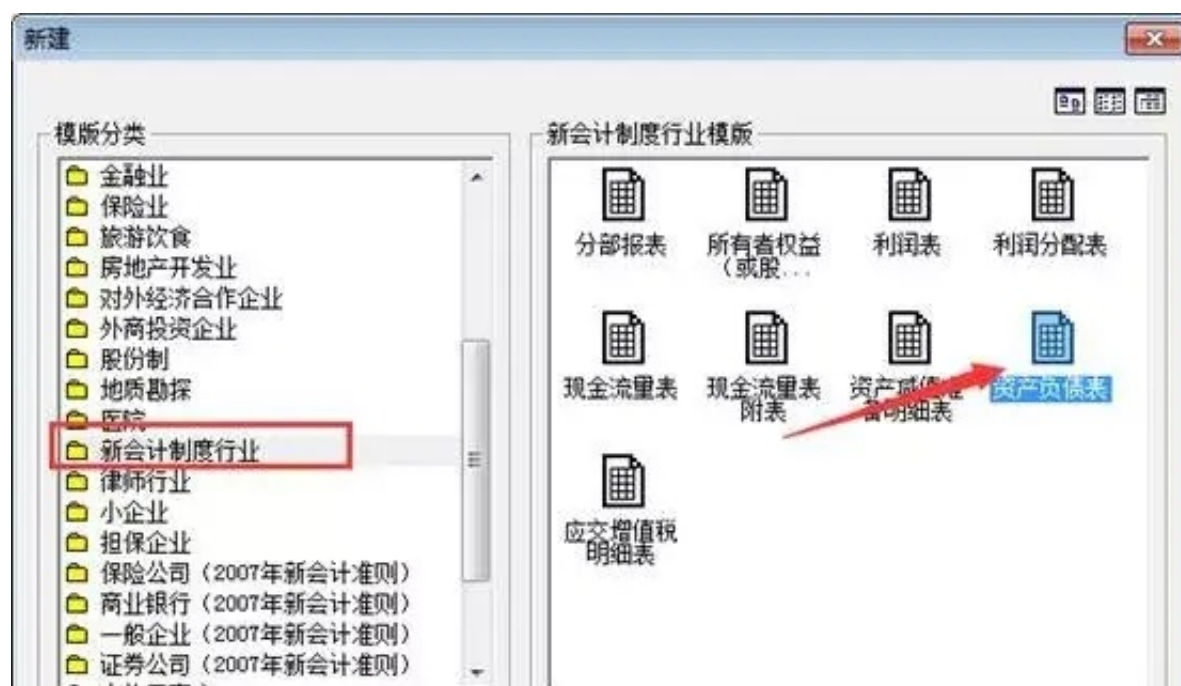 新建
模版分类
金融业
保险业
旅游饮食
房地产开发业
对外经济合作企业
外商投资企业
股份制
地质勘探
医院
新会计制度行业
律师行业
小企业
担保企业
保险公司（2007年新会计准则）
商业银行（2007年新会计准则）
一般企业（2007年新会计准则）
证券公司（2007年新会计准则）
新会计制度行业模版
分部报表
所有者权益
（或股...
利润表
利润分配表
现金流量表
现金流量表
附表
资产减值准
备明细表
资产负债表
应交增值税
明细表